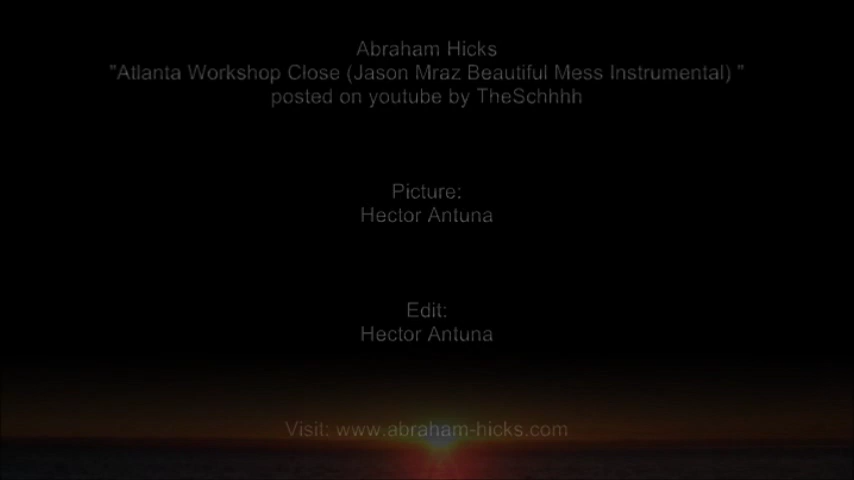 Abraham Hicks
"Atlanta Workshop Close (Jason Mraz Beautiful Mess Instrumental) "
posted on youtube by TheSchhhh
Picture:
Hector Antuna
Edit:
Hector Antuna
Visit: www.abraham-hicks.com